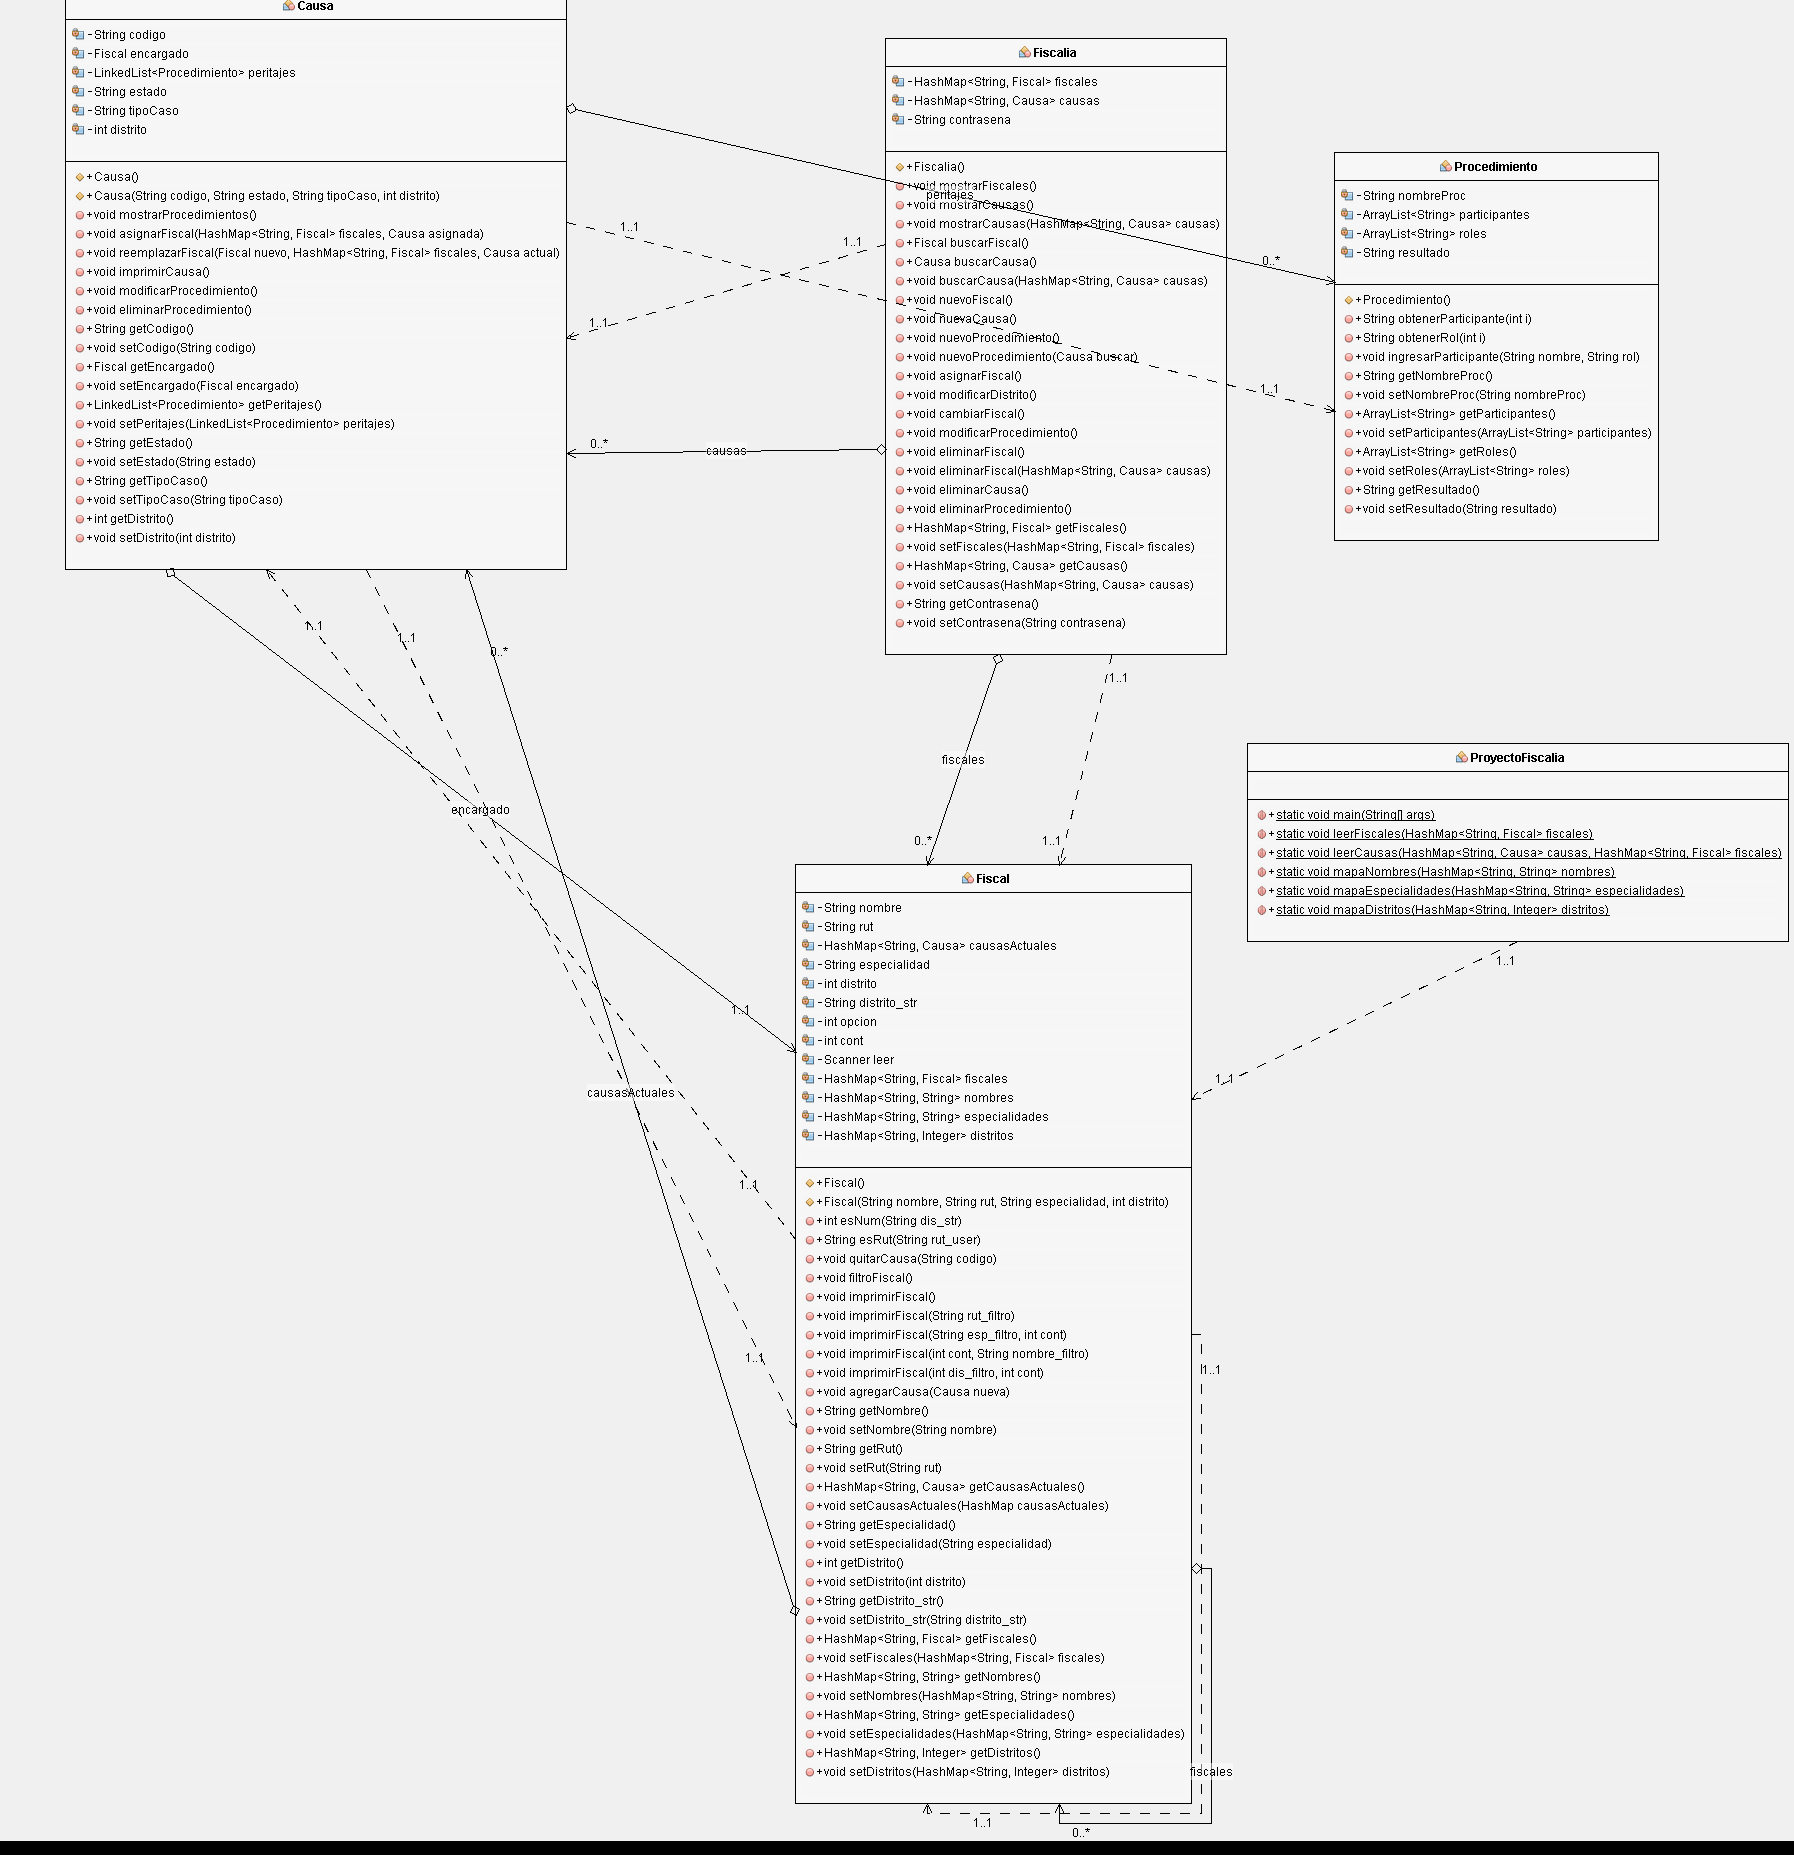 Causa
-String codigo
-Fiscal encargado
-LinkedList<Procedimiento> peritajes
-String estado
-String tipoCaso
-int distrito
+Causa()
+Causa(String codigo, String estado, String tipoCaso, int distrito)
+void mostrarProcedimientos()
+void asignarFiscal(HashMap<String, Fiscal> fiscales, Causa asignada)
+void reemplazarFiscal(Fiscal nuevo, HashMap<String, Fiscal> fiscales, Causa actual)
+void imprimirCausa()
+void modificarProcedimiento()
+void eliminarProcedimiento()
+String getCodigo()
+void setCodigo(String codigo)
+Fiscal getEncargado()
+void setEncargado(Fiscal encargado)
+LinkedList<Procedimiento> getPeritajes()
+void setPeritajes(LinkedList<Procedimiento> peritajes)
+String getEstado()
+void setEstado(String estado)
+String getTipoCaso()
+void setTipoCaso(String tipoCaso)
+int getDistrito()
+void setDistrito(int distrito)
Fiscalia
-HashMap<String, Fiscal> fiscales
-HashMap<String, Causa> causas
-String contrasena
+Fiscalia()
+void mostrarFiscales()
+void mostrarCausas()
+void mostrarCausas(HashMap<String, Causa> causas)
+Fiscal buscarFiscal()
+Causa buscarCausa()
+void buscarCausa(HashMap<String, Causa> causas)
+void nuevoFiscal()
+void nuevaCausa()
+void nuevoProcedimiento()
+void nuevoProcedimiento(Causa buscar)
+void asignarFiscal()
+void modificarDistrito()
+void cambiarFiscal()
+void modificarProcedimiento()
+void eliminarFiscal()
+void eliminarFiscal(HashMap<String, Causa> causas)
+void eliminarCausa()
+void eliminarProcedimiento()
+HashMap<String, Fiscal> getFiscales()
+void setFiscales(HashMap<String, Fiscal> fiscales)
+HashMap<String, Causa> getCausas()
+void setCausas(HashMap<String, Causa> causas)
+String getContrasena()
+void setContrasena(String contrasena)
Procedimiento
-String nombreProc
-ArrayList<String> participantes
-ArrayList<String> roles
-String resultado
+Procedimiento()
+String obtenerParticipante(int i)
+String obtenerRol(int i)
+void ingresarParticipante(String nombre, String rol)
+String getNombreProc()
+void setNombreProc(String nombreProc)
+ArrayList<String> getParticipantes()
+void setParticipantes(ArrayList<String> participantes)
+ArrayList<String> getRoles()
+void setRoles(ArrayList<String> roles)
+String getResultado()
+void setResultado(String resultado)
peritajes
0..*
1..1
1..1
1..1
1..1
0..*
causas
1..1
1..1
0..*
1..1
fiscales
encargado
0..*
1..1
ProyectoFiscalia
+static void main(String[] args)
+static void leerFiscales(HashMap<String, Fiscal> fiscales)
+static void leerCausas(HashMap<String, Causa> causas, HashMap<String, Fiscal> fiscales)
+static void mapaNombres(HashMap<String, String> nombres)
+static void mapaEspecialidades(HashMap<String, String> especialidades)
+static void mapaDistritos(HashMap<String, Integer> distritos)
1..1
1..1
1..1
causasActuales
1..1
1..1
Fiscal
-String nombre
-String rut
-HashMap<String, Causa> causasActuales
-String especialidad
-int distrito
-String distrito_str
-int opcion
-int cont
-Scanner leer
-HashMap<String, Fiscal> fiscales
-HashMap<String, String> nombres
-HashMap<String, String> especialidades
-HashMap<String, Integer> distritos
+Fiscal()
+Fiscal(String nombre, String rut, String especialidad, int distrito)
+int esNum(String dis_str)
+String esRut(String rut_user)
+void quitarCausa(String codigo)
+void filtroFiscal()
+void imprimirFiscal()
+void imprimirFiscal(String rut_filtro)
+void imprimirFiscal(String esp_filtro, int cont)
+void imprimirFiscal(int cont, String nombre_filtro)
+void imprimirFiscal(int dis_filtro, int cont)
+void agregarCausa(Causa nueva)
+String getNombre()
+void setNombre(String nombre)
+String getRut()
+void setRut(String rut)
+HashMap<String, Causa> getCausasActuales()
+void setCausasActuales(HashMap causasActuales)
+String getEspecialidad()
+void setEspecialidad(String especialidad)
+int getDistrito()
+void setDistrito(int distrito)
+String getDistrito_str()
+void setDistrito_str(String distrito_str)
+HashMap<String, Fiscal> getFiscales()
+void setFiscales(HashMap<String, Fiscal> fiscales)
+HashMap<String, String> getNombres()
+void setNombres(HashMap<String, String> nombres)
+HashMap<String, String> getEspecialidades()
+void setEspecialidades(HashMap<String, String> especialidades)
+HashMap<String, Integer> getDistritos()
+void setDistritos(HashMap<String, Integer> distritos)
1..1
fiscales
1..1
0..*